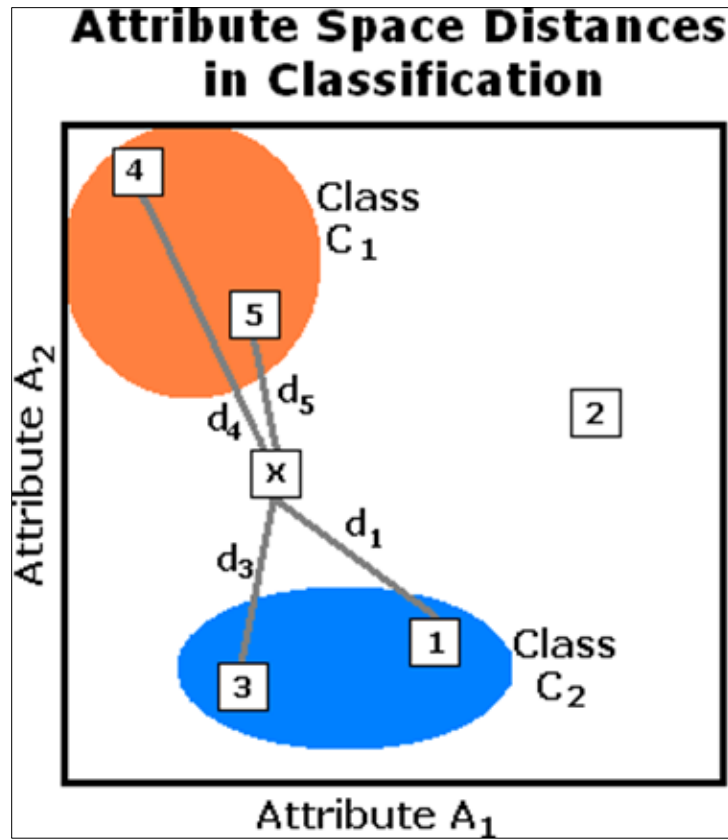 Attribute Space Distances
in Classification
4
Class
C1
5
d5
d4
2
Attribute A2
X
d1
d3
1
Class
C2
3
Attribute A1